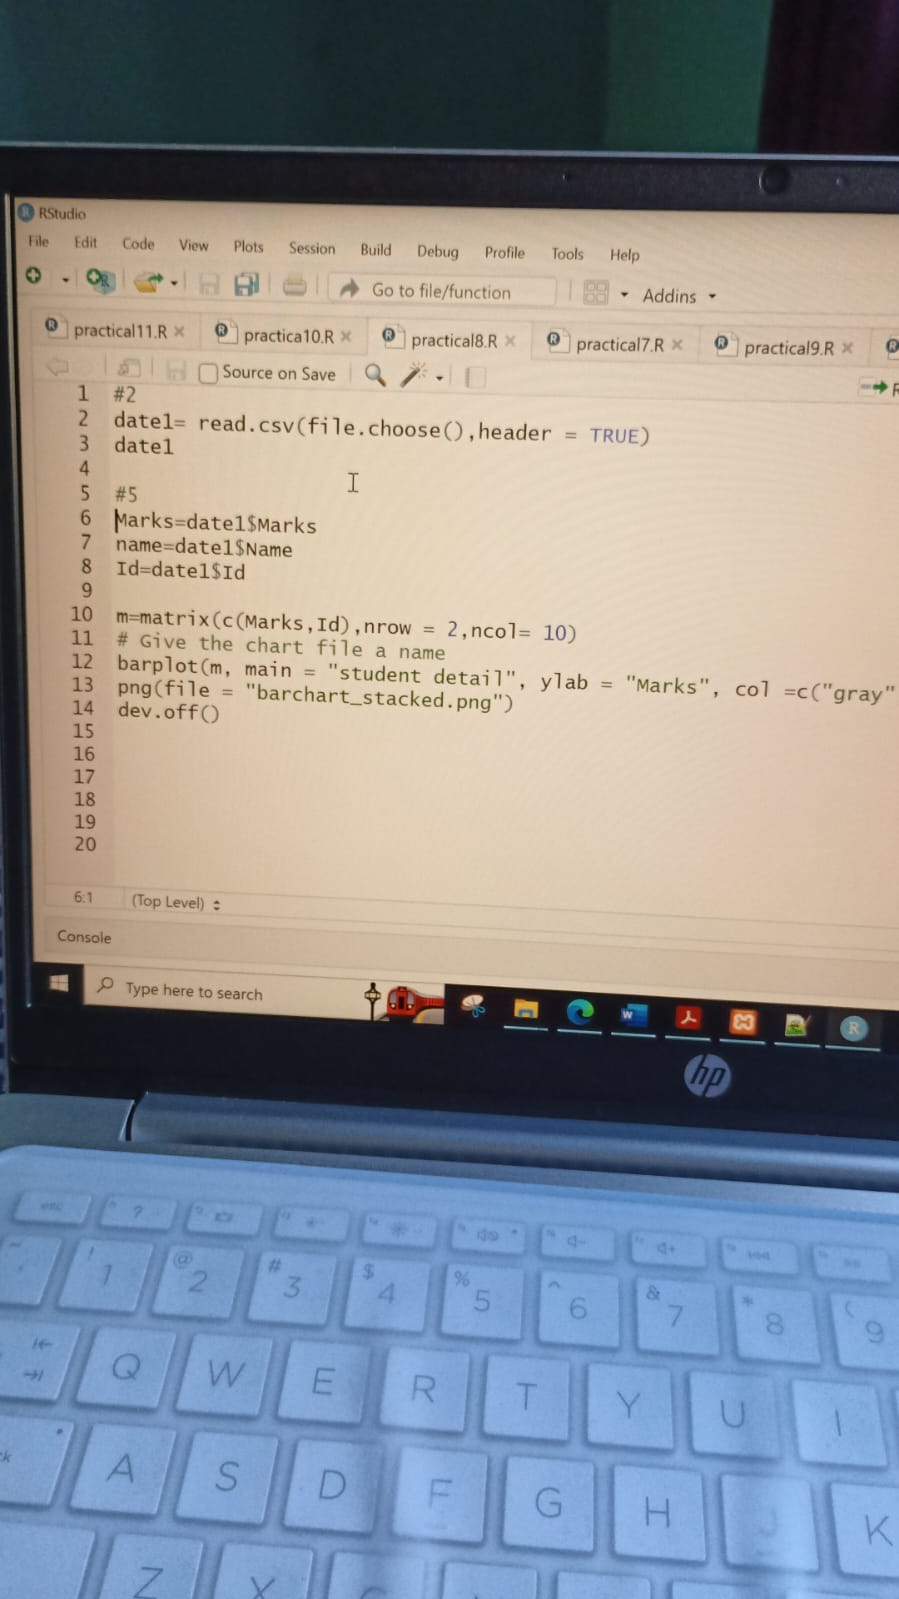 RStudio
File Edit Code View Plots Session Build Debug Profile Tools Help
Go to file/function Addins
practical11.R practica10.R practical8.R practical7.R practical9.R
Source on Save
1 #2
2 date1= read.csv(file.choose(),header = TRUE)
3 date1
4
5 #5
6 Marks=date1$Marks
7 name=date1$Name
8 Id=date1$Id
9
10 m=matrix(c(Marks,Id),nrow = 2,ncol= 10)
11 # Give the chart file a name
12 barplot(m, main = "student detail", ylab = "Marks", col =c("gray"
13 png(file = "barchart_stacked.png")
14 dev.off()
15
16
17
18
19
20
6:1 (Top Level)
Console
Type here to search
hp
esc ?
! 1 @ 2 # 3 $ 4 % 5 ^ 6 & 7 * 8 ( 9
Q W E R T Y U I
A S D F G H J K
Z X